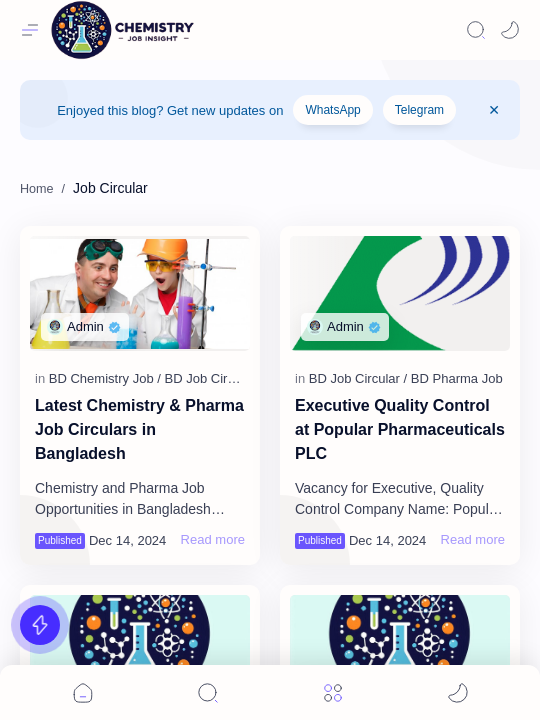 CHEMISTRY
- JOB INSIGHT -
Enjoyed this blog? Get new updates on WhatsApp Telegram ✕
Home / Job Circular
Admin
in BD Chemistry Job / BD Job Cir…
Latest Chemistry & Pharma
Job Circulars in
Bangladesh
Chemistry and Pharma Job
Opportunities in Bangladesh…
Published Dec 14, 2024 Read more
Admin
in BD Job Circular / BD Pharma Job
Executive Quality Control
at Popular Pharmaceuticals
PLC
Vacancy for Executive, Quality
Control Company Name: Popul…
Published Dec 14, 2024 Read more